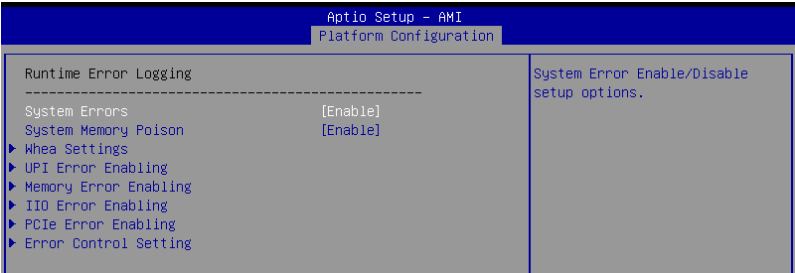 Aptio Setup – AMI
Platform Configuration
Runtime Error Logging
--------------------------------------------------
System Errors [Enable]
System Memory Poison [Enable]
Whea Settings
UPI Error Enabling
Memory Error Enabling
IIO Error Enabling
PCIe Error Enabling
Error Control Setting
System Error Enable/Disable
setup options.